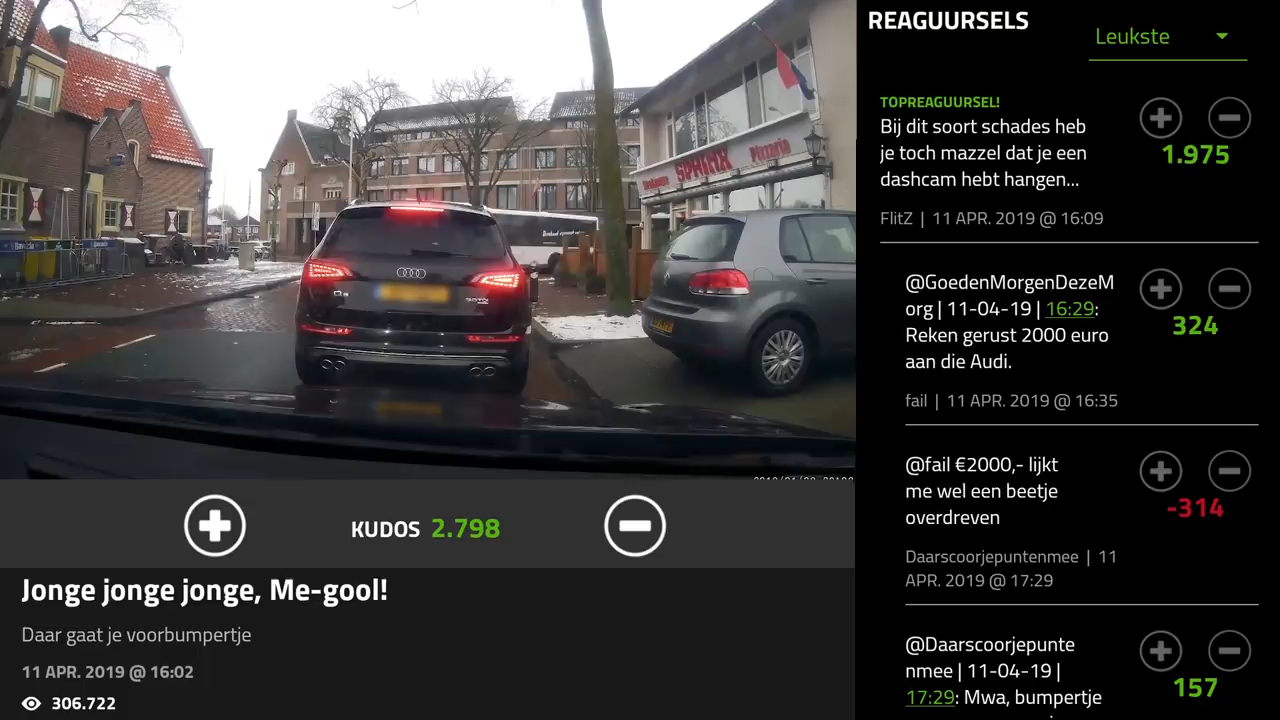 REAGUURSELS
Leukste
TOPREAGUURSEL!
Bij dit soort schades heb
je toch mazzel dat je een
dashcam hebt hangen...
1.975
FlitZ | 11 APR. 2019 @ 16:09
@GoedenMorgenDezeM
org | 11-04-19 | 16:29:
Reken gerust 2000 euro
aan die Audi.
324
fail | 11 APR. 2019 @ 16:35
@fail €2000,- lijkt
me wel een beetje
overdreven
-314
Daarscoorjepuntenmee | 11
APR. 2019 @ 17:29
@Daarscoorjepunte
nmee | 11-04-19 |
17:29: Mwa, bumpertje
157
SPHINX
Pizzeria
Q5
3.0 TDI
KUDOS 2.798
Jonge jonge jonge, Me-gool!
Daar gaat je voorbumpertje
11 APR. 2019 @ 16:02
306.722